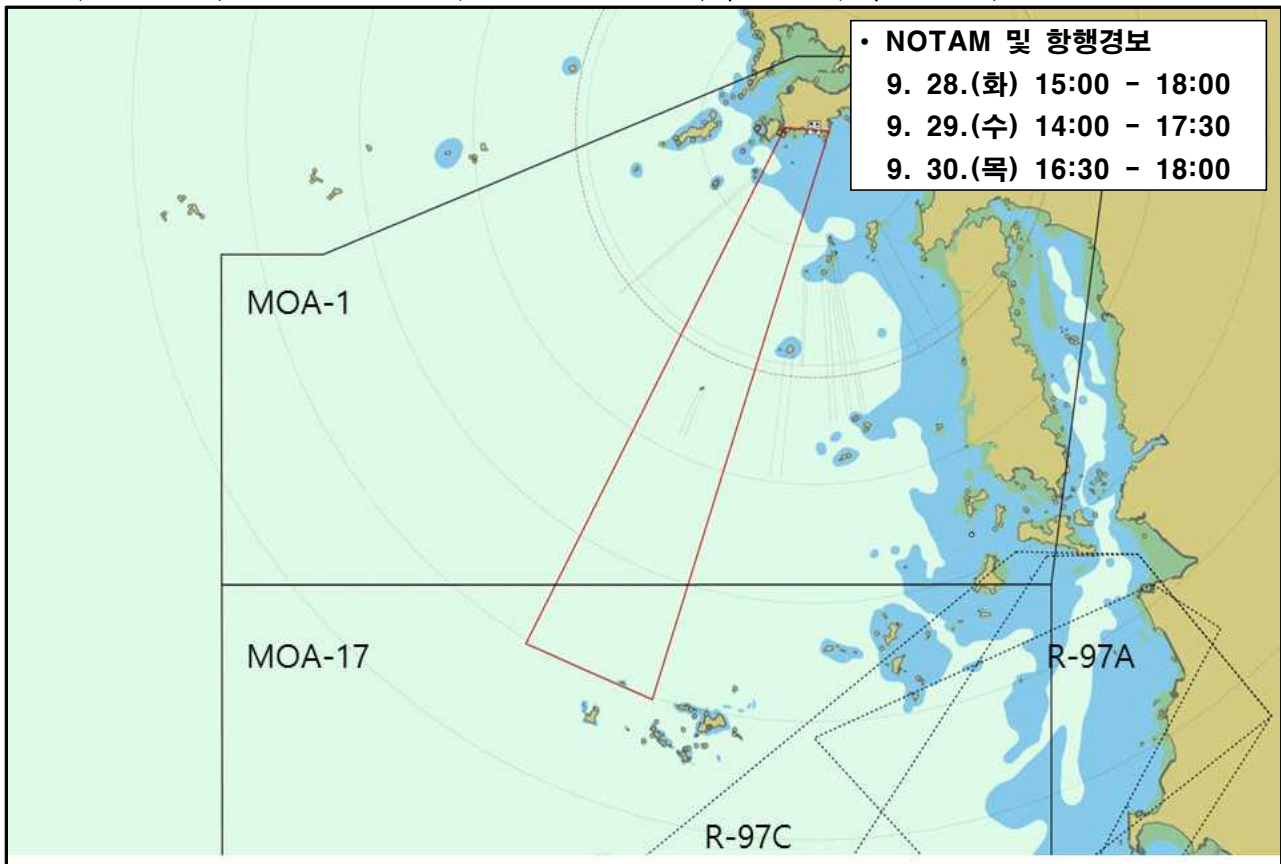 • NOTAM 및 항행경보
9. 28.(화) 15:00 - 18:00
9. 29.(수) 14:00 - 17:30
9. 30.(목) 16:30 - 18:00
MOA-1
MOA-17
R-97A
R-97C